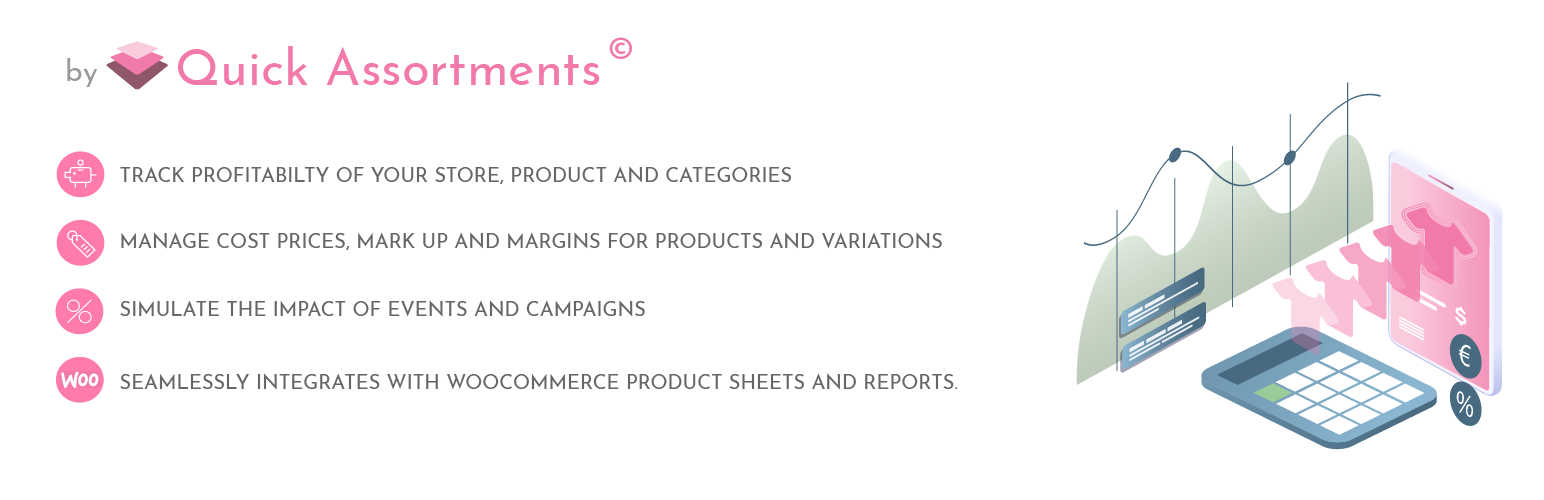 by Quick Assortments ©
TRACK PROFITABILTY OF YOUR STORE, PRODUCT AND CATEGORIES
MANAGE COST PRICES, MARK UP AND MARGINS FOR PRODUCTS AND VARIATIONS
%
SIMULATE THE IMPACT OF EVENTS AND CAMPAIGNS
WOO
SEAMLESSLY INTEGRATES WITH WOOCOMMERCE PRODUCT SHEETS AND REPORTS.
$
€
%